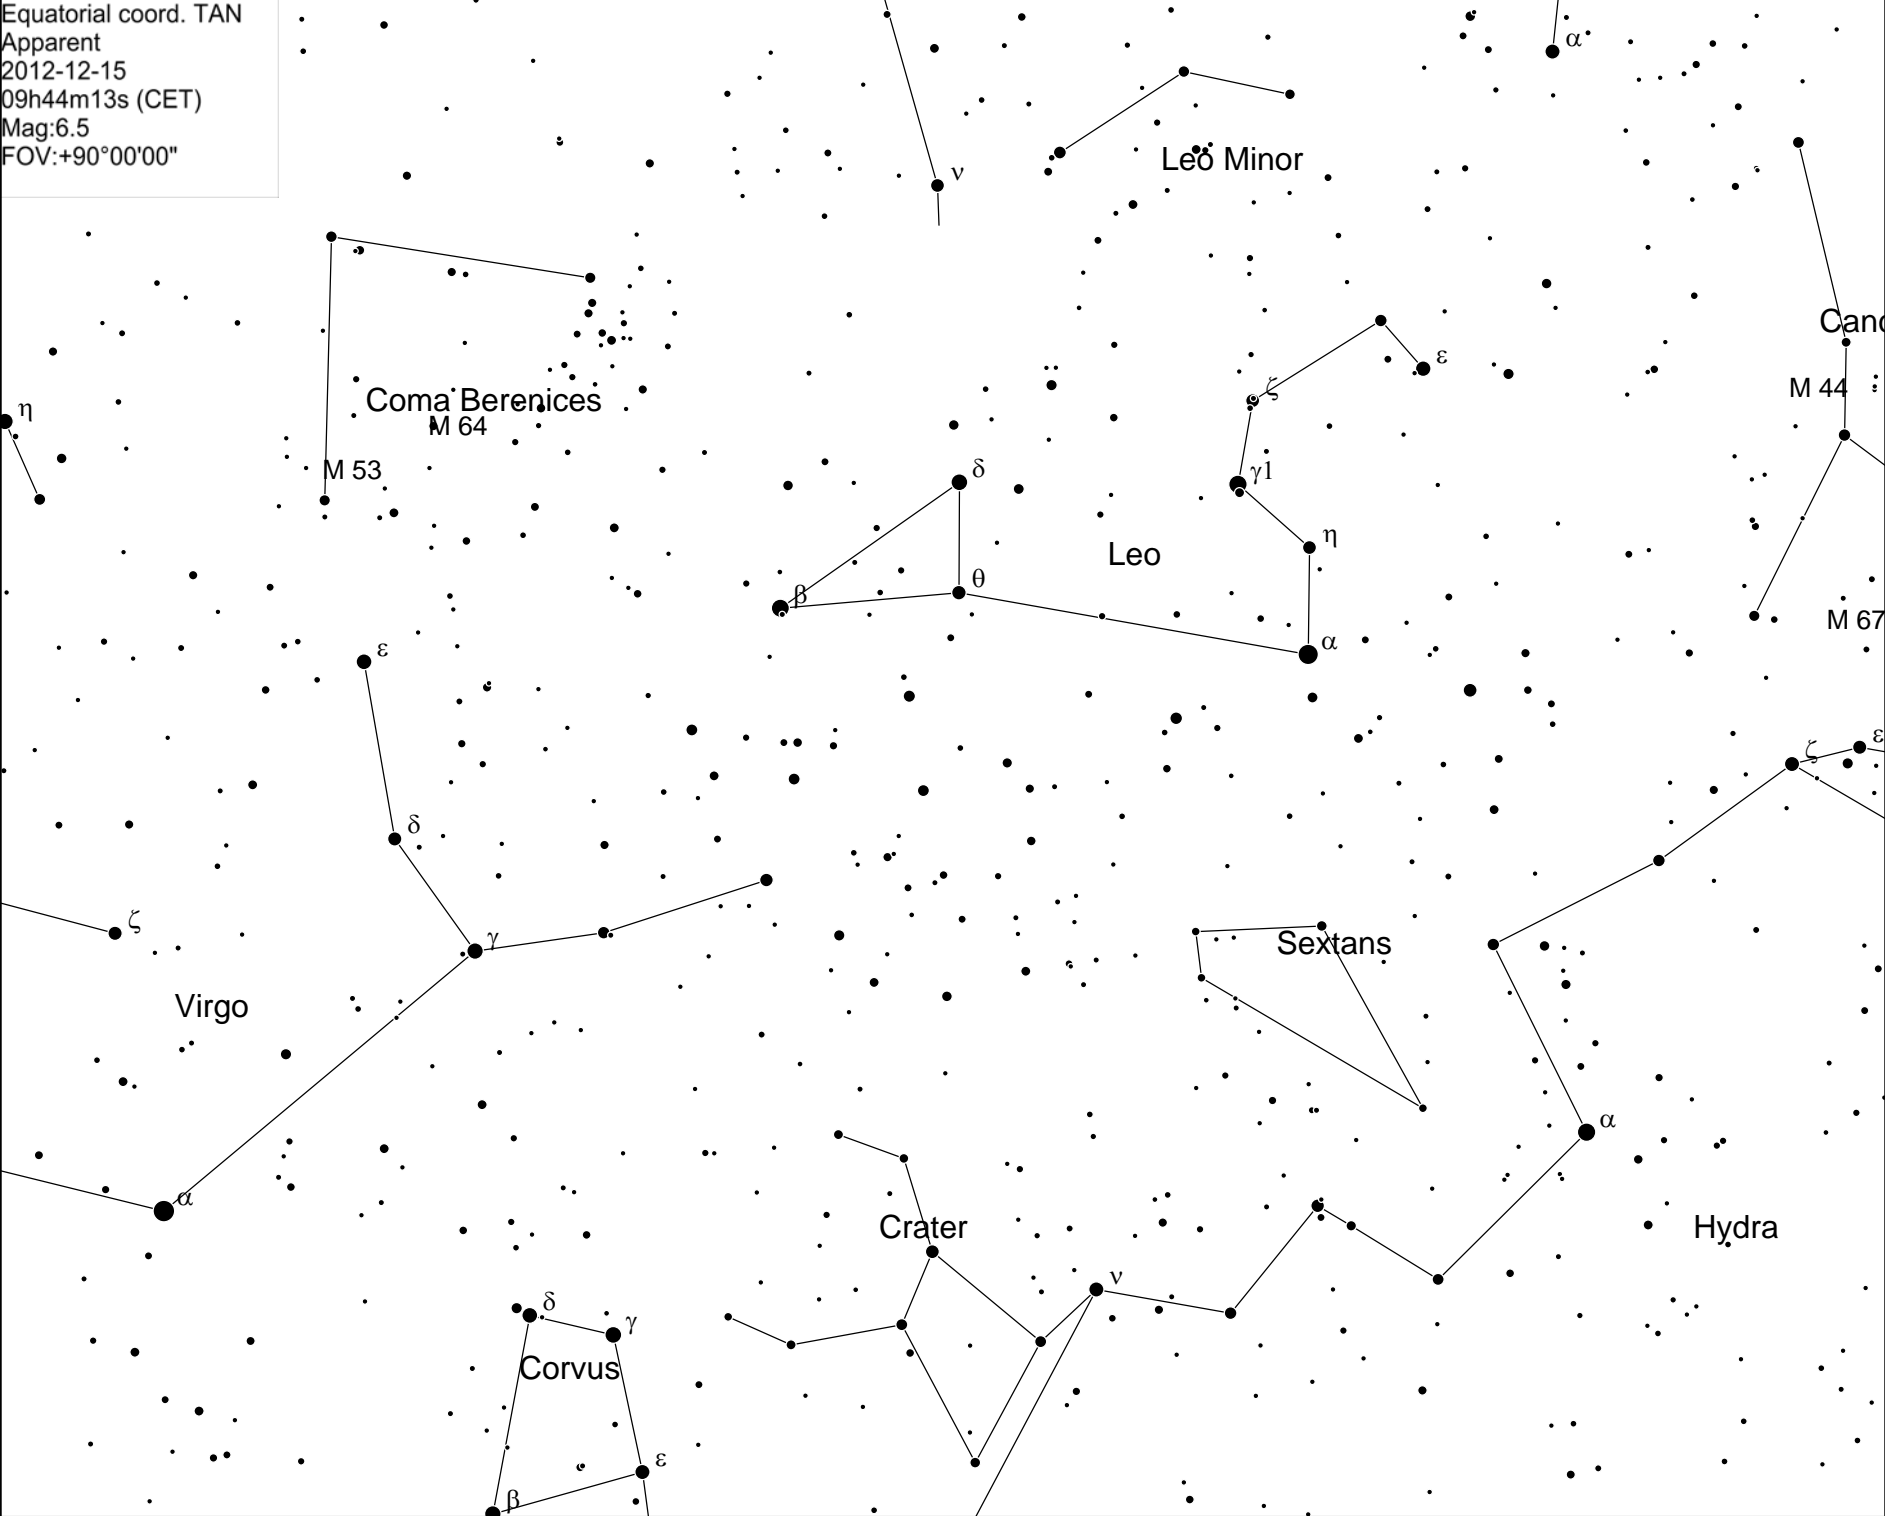 Equatorial coord. TAN
Apparent
2012-12-15
09h44m13s (CET)
Mag:6.5
FOV:+90°00'00"
α
ν
Leo Minor
Canc
ε
ζ
M 44
Coma Berenices
η
M 64
M 53
δ
γ1
η
Leo
θ
β
M 67
α
ε
ε
ζ
δ
ζ
γ
Sextans
Virgo
α
α
Crater
Hydra
ν
δ
γ
Corvus
ε
β